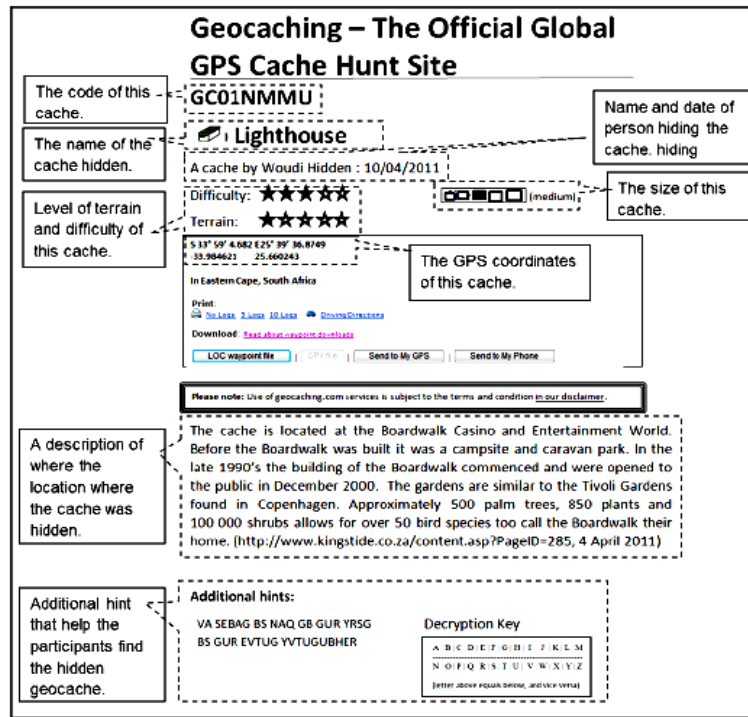 Geocaching – The Official Global
GPS Cache Hunt Site
The code of this
cache.
GC01NMMU
The name of the
cache hidden.
Lighthouse
Name and date of
person hiding the
cache. hiding
A cache by Woudi Hidden : 10/04/2011
Level of terrain
and difficulty of
this cache.
Difficulty:
Terrain:
(medium)
The size of this
cache.
S 33° 59' 4.682 E25° 39' 36.8749
-33.984621 25.660243
The GPS coordinates
of this cache.
In Eastern Cape, South Africa
Print:
No Logs 5 Logs 10 Logs Driving Directions
Download: Read about waypoint downloads
LOC waypoint file | GPX file | Send to My GPS | Send to My Phone
Please note: Use of geocaching.com services is subject to the terms and condition in our disclaimer.
A description of
where the
location where
the cache was
hidden.
The cache is located at the Boardwalk Casino and Entertainment World.
Before the Boardwalk was built it was a campsite and caravan park. In the
late 1990's the building of the Boardwalk commenced and were opened to
the public in December 2000. The gardens are similar to the Tivoli Gardens
found in Copenhagen. Approximately 500 palm trees, 850 plants and
100 000 shrubs allows for over 50 bird species too call the Boardwalk their
home. (http://www.kingstide.co.za/content.asp?PageID=285, 4 April 2011)
Additional hint
that help the
participants find
the hidden
geocache.
Additional hints:
VA SEBAG BS NAQ GB GUR YRSG
BS GUR EVTUG YVTUGUBHER
Decryption Key
A|B|C|D|E|F|G|H|I|J|K|L|M
N|O|P|Q|R|S|T|U|V|W|X|Y|Z
(letter above equals below, and vice versa)